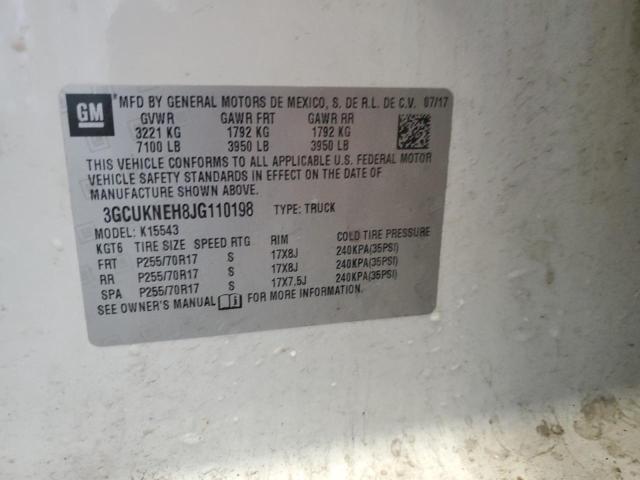 GM ® MFD BY GENERAL MOTORS DE MEXICO, S. DE R.L. DE C.V. 07/17
GVWR GAWR FRT GAWR RR
3221 KG 1792 KG 1792 KG
7100 LB 3950 LB 3950 LB
THIS VEHICLE CONFORMS TO ALL APPLICABLE U.S. FEDERAL MOTOR
VEHICLE SAFETY STANDARDS IN EFFECT ON THE DATE OF
MANUFACTURE SHOWN ABOVE.
3GCUKNEH8JG110198 TYPE: TRUCK
MODEL: K15543
KGT6 TIRE SIZE SPEED RTG RIM COLD TIRE PRESSURE
FRT P255/70R17 S 17X8J 240KPA(35PSI)
RR P255/70R17 S 17X8J 240KPA(35PSI)
SPA P255/70R17 S 17X7,5J 240KPA(35PSI)
SEE OWNER'S MANUAL FOR MORE INFORMATION.